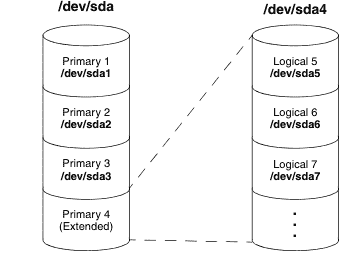 /dev/sda
Primary 1
/dev/sda1
Primary 2
/dev/sda2
Primary 3
/dev/sda3
Primary 4
(Extended)
/dev/sda4
Logical 5
/dev/sda5
Logical 6
/dev/sda6
Logical 7
/dev/sda7